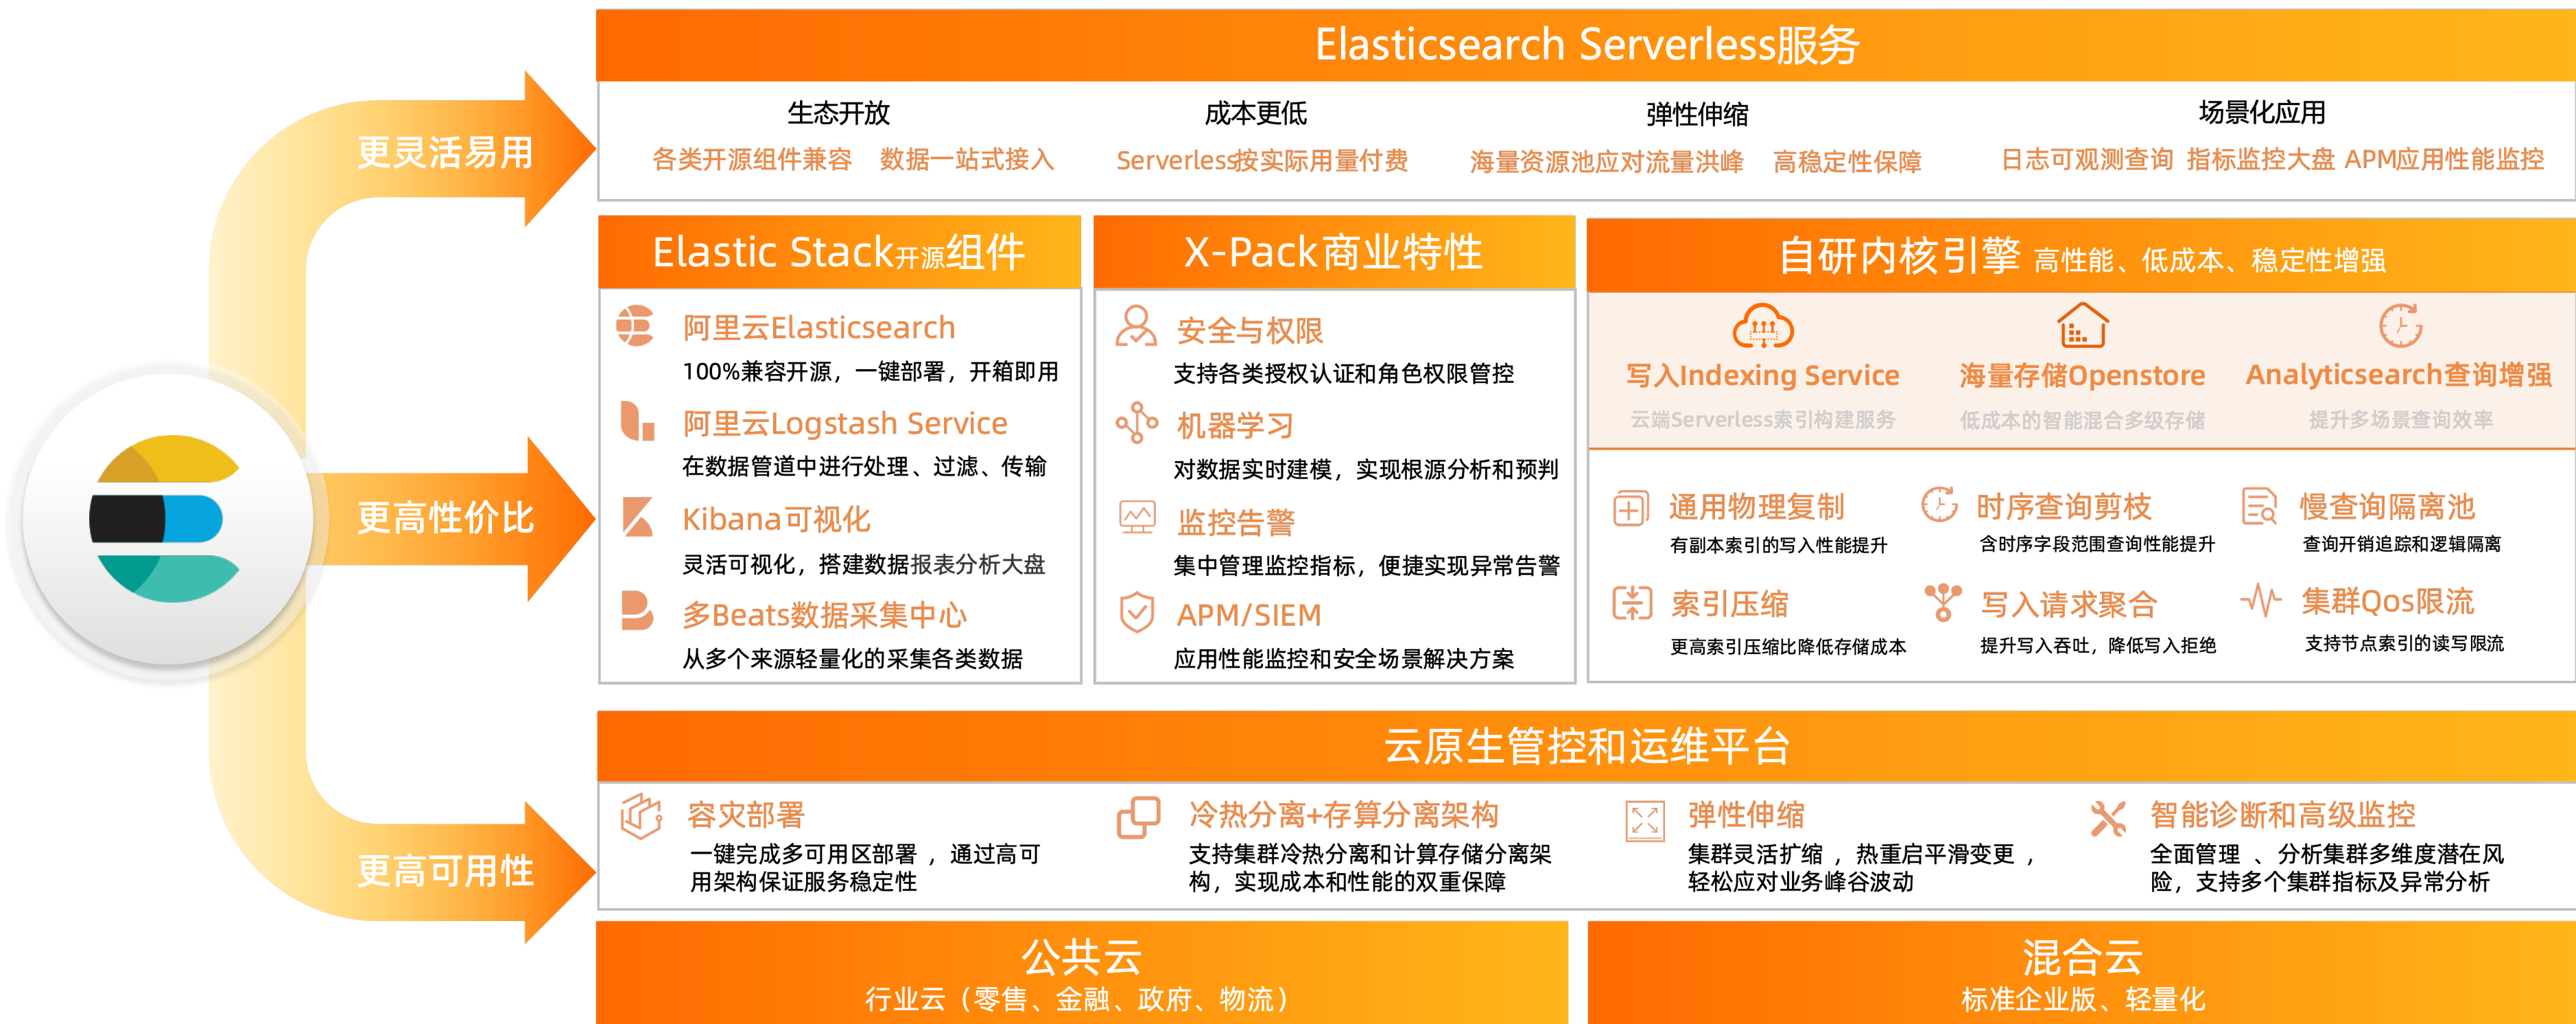 Elasticsearch Serverless服务
生态开放
各类开源组件兼容 数据一站式接入
成本更低
Serverless按实际用量付费
弹性伸缩
海量资源池应对流量洪峰 高稳定性保障
场景化应用
日志可观测查询 指标监控大盘 APM应用性能监控
更灵活易用
更高性价比
更高可用性
Elastic Stack开源组件
阿里云Elasticsearch
100%兼容开源，一键部署，开箱即用
阿里云Logstash Service
在数据管道中进行处理、过滤、传输
Kibana可视化
灵活可视化，搭建数据报表分析大盘
多Beats数据采集中心
从多个来源轻量化的采集各类数据
X-Pack商业特性
安全与权限
支持各类授权认证和角色权限管控
机器学习
对数据实时建模，实现根源分析和预判
监控告警
集中管理监控指标，便捷实现异常告警
APM/SIEM
应用性能监控和安全场景解决方案
自研内核引擎 高性能、低成本、稳定性增强
写入Indexing Service
云端Serverless索引构建服务
海量存储Openstore
低成本的智能混合多级存储
Analyticsearch查询增强
提升多场景查询效率
通用物理复制
有副本索引的写入性能提升
时序查询剪枝
含时序字段范围查询性能提升
慢查询隔离池
查询开销追踪和逻辑隔离
索引压缩
更高索引压缩比降低存储成本
写入请求聚合
提升写入吞吐，降低写入拒绝
集群Qos限流
支持节点索引的读写限流
云原生管控和运维平台
容灾部署
一键完成多可用区部署 ，通过高可
用架构保证服务稳定性
冷热分离+存算分离架构
支持集群冷热分离和计算存储分离架
构，实现成本和性能的双重保障
弹性伸缩
集群灵活扩缩 ，热重启平滑变更 ，
轻松应对业务峰谷波动
智能诊断和高级监控
全面管理 、分析集群多维度潜在风
险，支持多个集群指标及异常分析
公共云
行业云（零售、金融、政府、物流）
混合云
标准企业版、轻量化